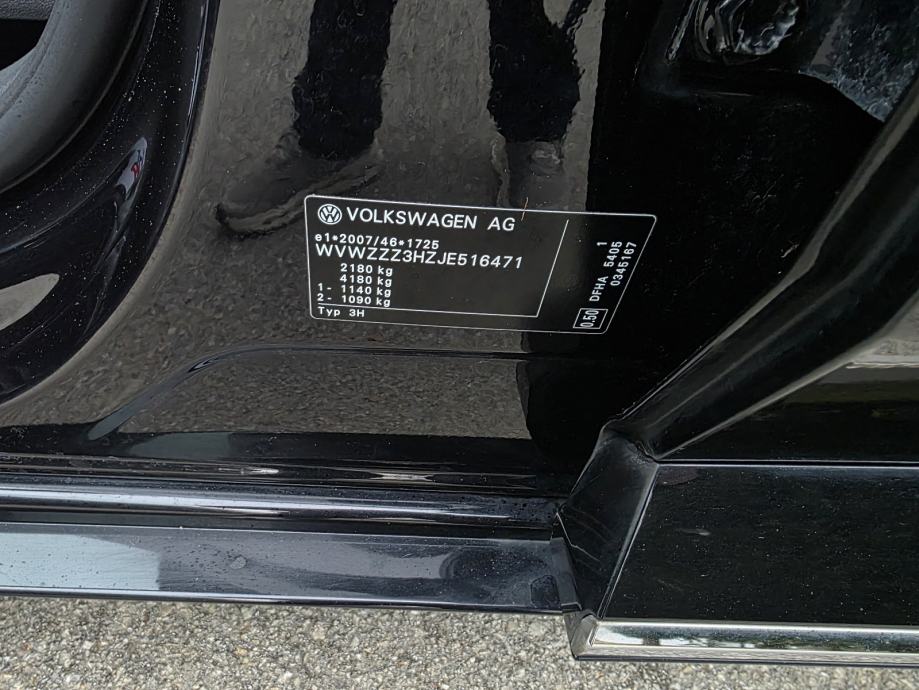 VOLKSWAGEN AG
e1*2007/46*1725
WVWZZZ3HZJE516471
2180 kg
4180 kg
1- 1140 kg
2- 1090 kg
Typ 3H
0.50 DFHA 5405 1
0345167